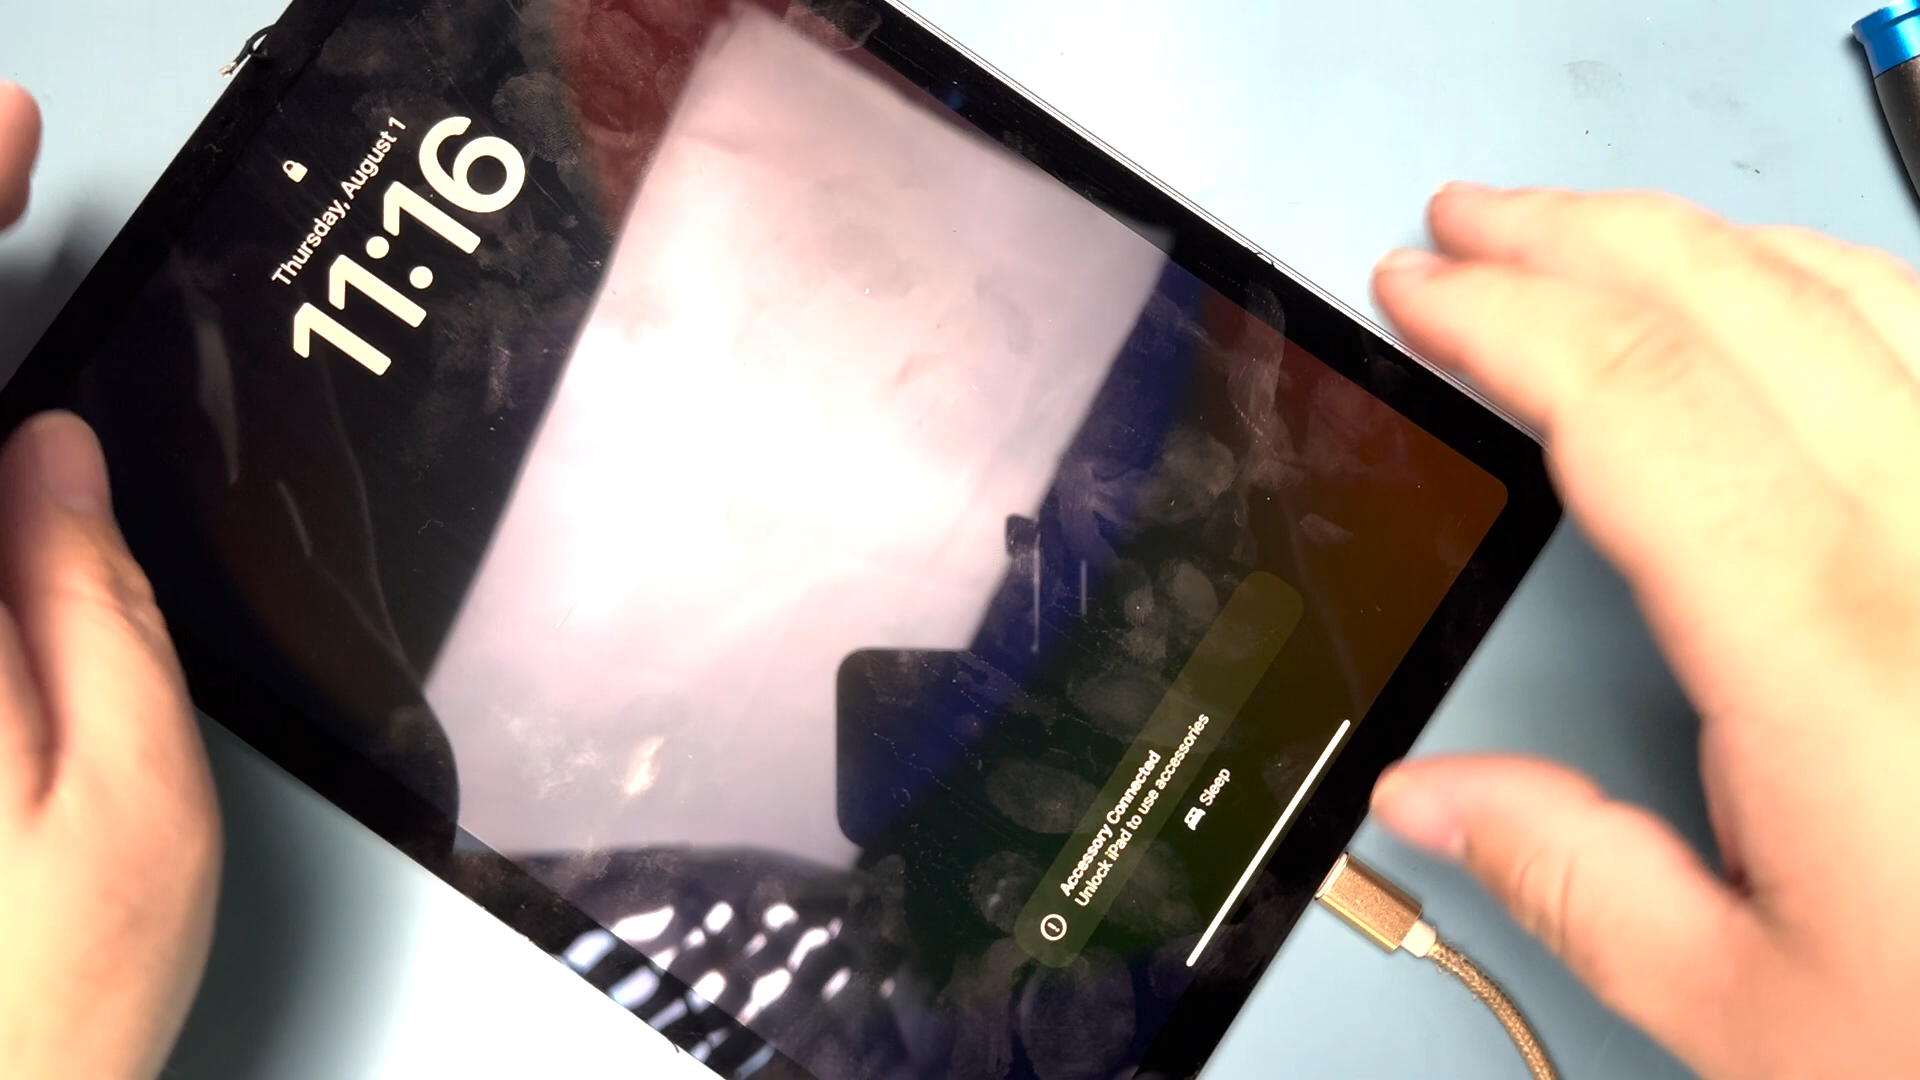 Thursday, August 1
11:16
Accessory Connected
Unlock iPad to use accessories
Sleep